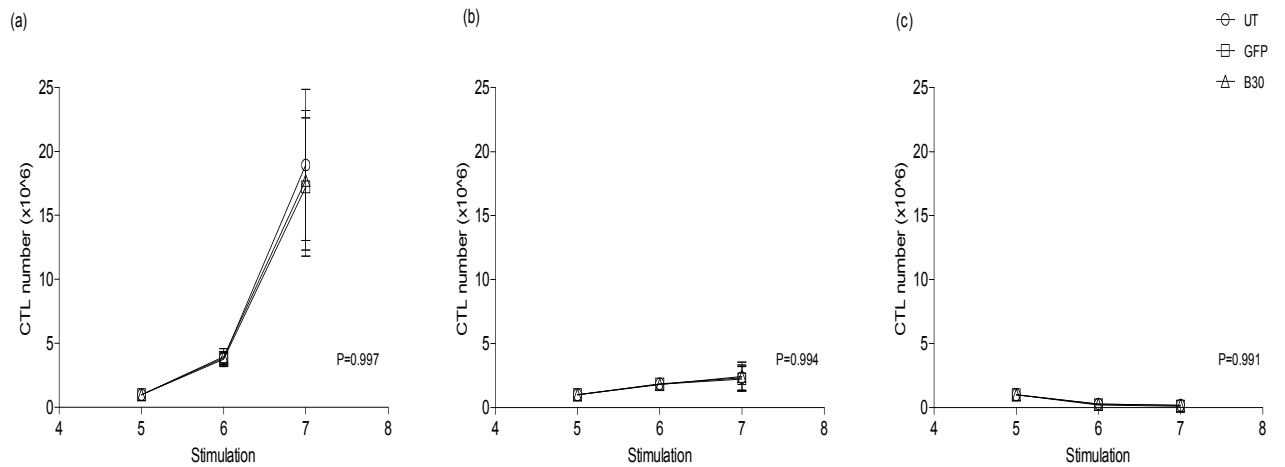 (a)
(b)
(c)
UT
GFP
B30
25
20
15
10
5
0
CTL number (x10^6)
P=0.997
4 5 6 7 8
Stimulation
25
20
15
10
5
0
CTL number (x10^6)
P=0.994
4 5 6 7 8
Stimulation
25
20
15
10
5
0
CTL number (x10^6)
P=0.991
4 5 6 7 8
Stimulation